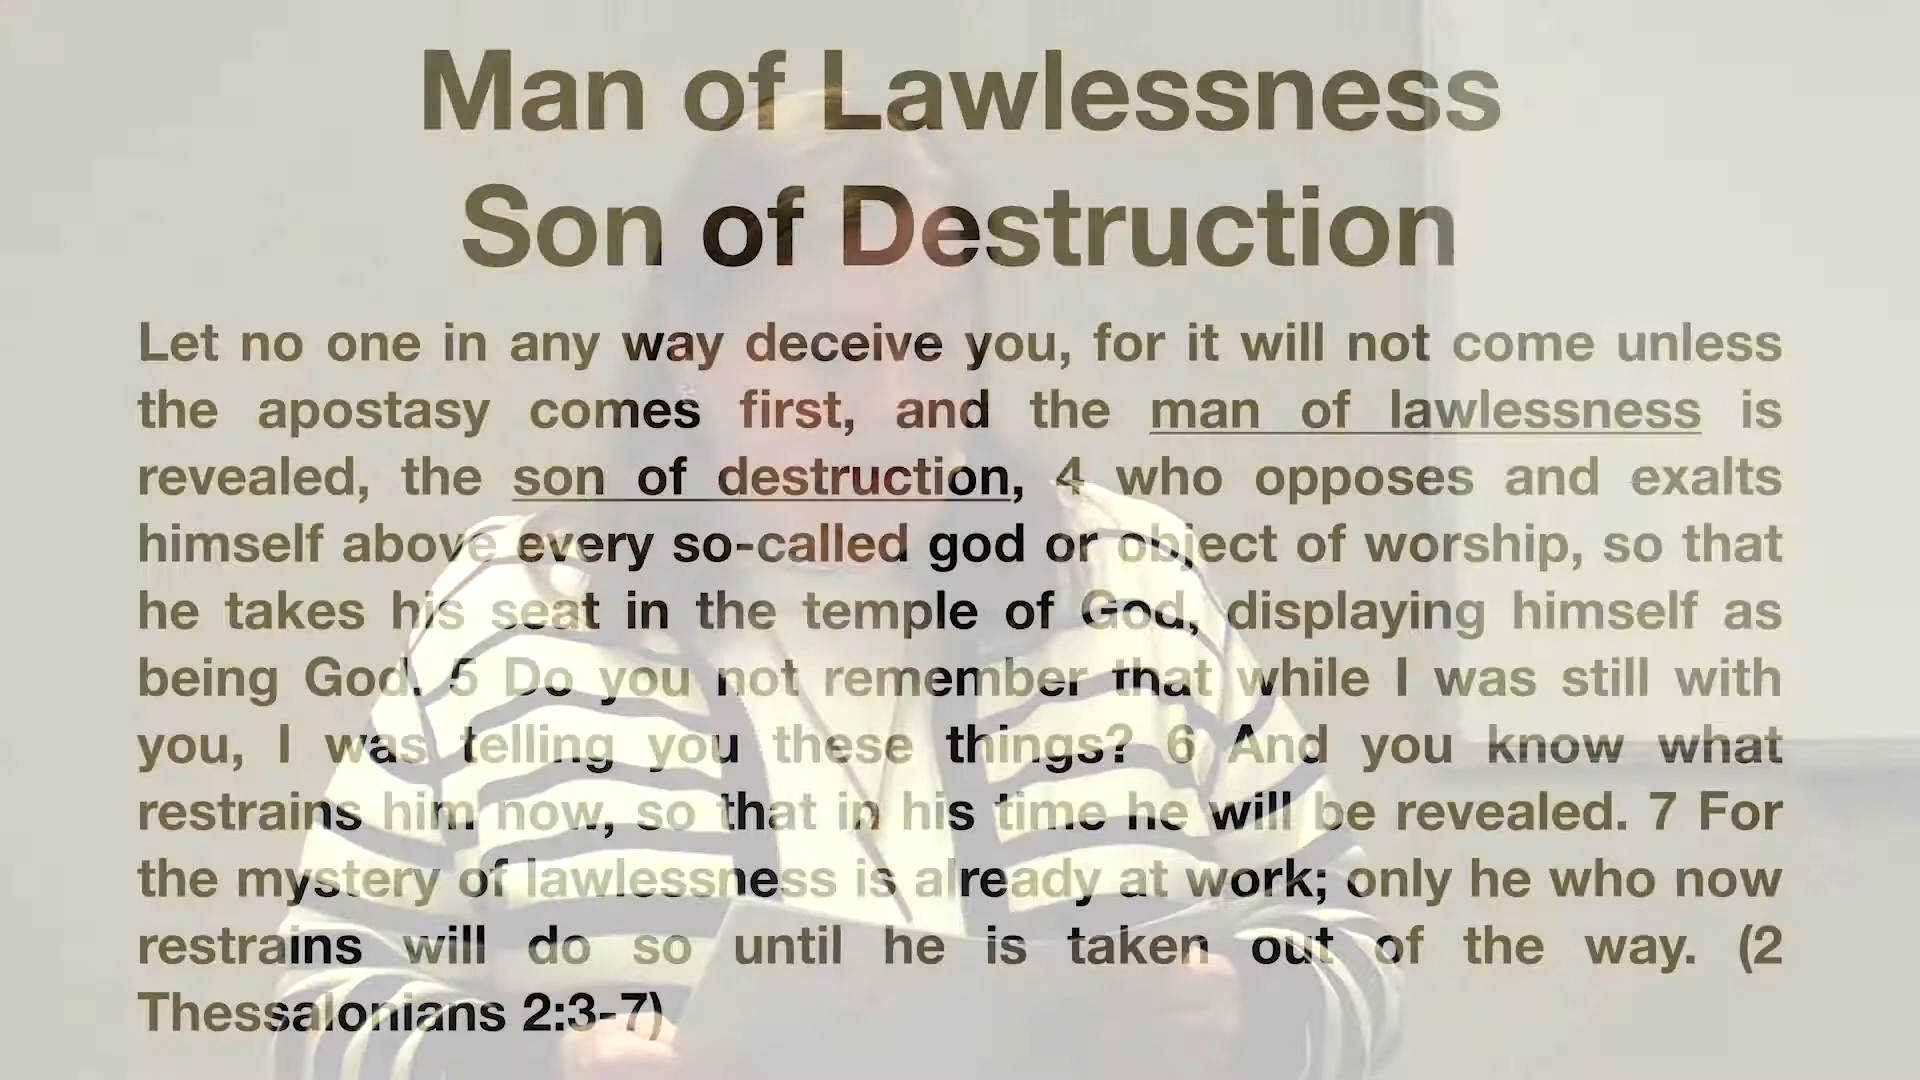 Man of Lawlessness
Son of Destruction
Let no one in any way deceive you, for it will not come unless
the apostasy comes first, and the man of lawlessness is
revealed, the son of destruction, 4 who opposes and exalts
himself above every so-called god or object of worship, so that
he takes his seat in the temple of God, displaying himself as
being God. 5 Do you not remember that while I was still with
you, I was telling you these things? 6 And you know what
restrains him now, so that in his time he will be revealed. 7 For
the mystery of lawlessness is already at work; only he who now
restrains will do so until he is taken out of the way. (2
Thessalonians 2:3-7)